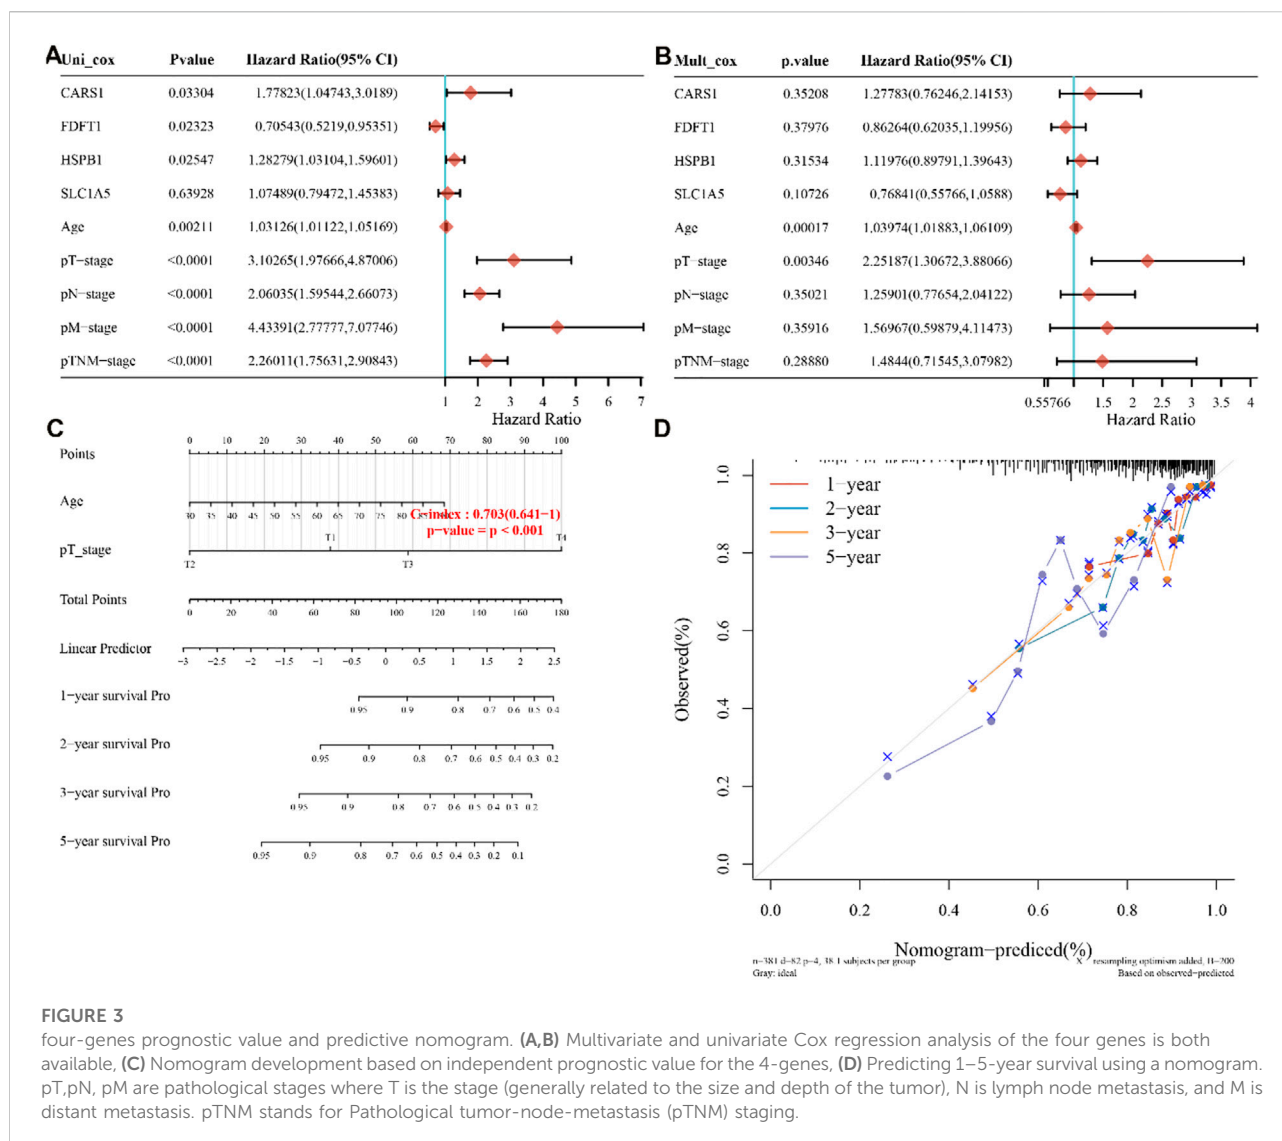 A
Uni_cox Pvalue Hazard Ratio(95% CI)
CARS1 0.03304 1.77823(1.04743,3.0189)
FDFT1 0.02323 0.70543(0.5219,0.95351)
HSPB1 0.02547 1.28279(1.03104,1.59601)
SLC1A5 0.63928 1.07489(0.79472,1.45383)
Age 0.00211 1.03126(1.01122,1.05169)
pT-stage <0.0001 3.10265(1.97666,4.87006)
pN-stage <0.0001 2.06035(1.59544,2.66073)
pM-stage <0.0001 4.43391(2.77777,7.07746)
pTNM-stage <0.0001 2.26011(1.75631,2.90843)
1 2 3 4 5 6 7
Hazard Ratio
B
Mult_cox p.value Hazard Ratio(95% CI)
CARS1 0.35208 1.27783(0.76246,2.14153)
FDFT1 0.37976 0.86264(0.62035,1.19956)
HSPB1 0.31534 1.11976(0.89791,1.39643)
SLC1A5 0.10726 0.76841(0.55766,1.0588)
Age 0.00017 1.03974(1.01883,1.06109)
pT-stage 0.00346 2.25187(1.30672,3.88066)
pN-stage 0.35021 1.25901(0.77654,2.04122)
pM-stage 0.35916 1.56967(0.59879,4.11473)
pTNM-stage 0.28880 1.4844(0.71545,3.07982)
0.55766 1.5 2 2.5 3 3.5 4
Hazard Ratio
C
Points 0 10 20 30 40 50 60 70 80 90 100
Age 30 35 40 45 50 55 60 65 70 75 80 85
C-index : 0.703(0.641-1)
p-value = p < 0.001
pT_stage T2 T1 T3 T4
Total Points 0 20 40 60 80 100 120 140 160 180
Linear Predictor -3 -2.5 -2 -1.5 -1 -0.5 0 0.5 1 1.5 2 2.5
1-year survival Pro 0.95 0.9 0.8 0.7 0.6 0.5 0.4
2-year survival Pro 0.95 0.9 0.8 0.7 0.6 0.5 0.4 0.3 0.2
3-year survival Pro 0.95 0.9 0.8 0.7 0.6 0.5 0.4 0.3 0.2
5-year survival Pro 0.95 0.9 0.8 0.7 0.6 0.5 0.4 0.3 0.2 0.1
D
1-year
2-year
3-year
5-year
Observed(%)
1.0
0.8
0.6
0.4
0.2
0.0
0.0 0.2 0.4 0.6 0.8 1.0
Nomogram-prediced(%)
n=381 d=82 p=4, 38.1 subjects per group
Gray: ideal
X resampling optimism added, B=200
Based on observed-predicted
FIGURE 3
four-genes prognostic value and predictive nomogram. (A,B) Multivariate and univariate Cox regression analysis of the four genes is both
available, (C) Nomogram development based on independent prognostic value for the 4-genes, (D) Predicting 1–5-year survival using a nomogram.
pT,pN, pM are pathological stages where T is the stage (generally related to the size and depth of the tumor), N is lymph node metastasis, and M is
distant metastasis. pTNM stands for Pathological tumor-node-metastasis (pTNM) staging.